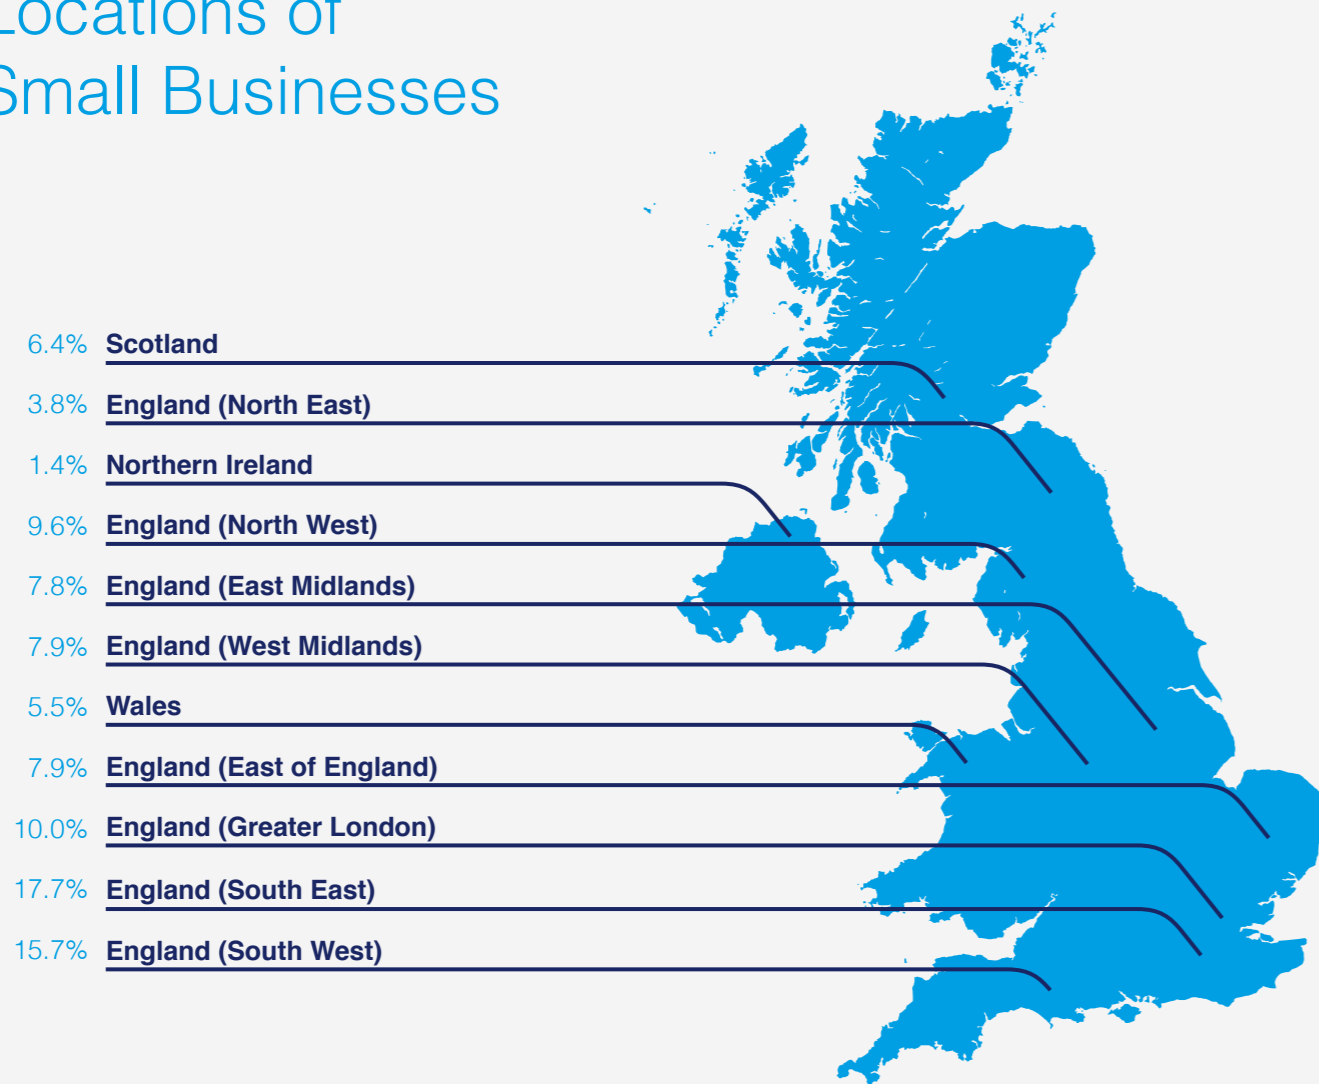 Locations of
Small Businesses
6.4% Scotland
3.8% England (North East)
1.4% Northern Ireland
9.6% England (North West)
7.8% England (East Midlands)
7.9% England (West Midlands)
5.5% Wales
7.9% England (East of England)
10.0% England (Greater London)
17.7% England (South East)
15.7% England (South West)